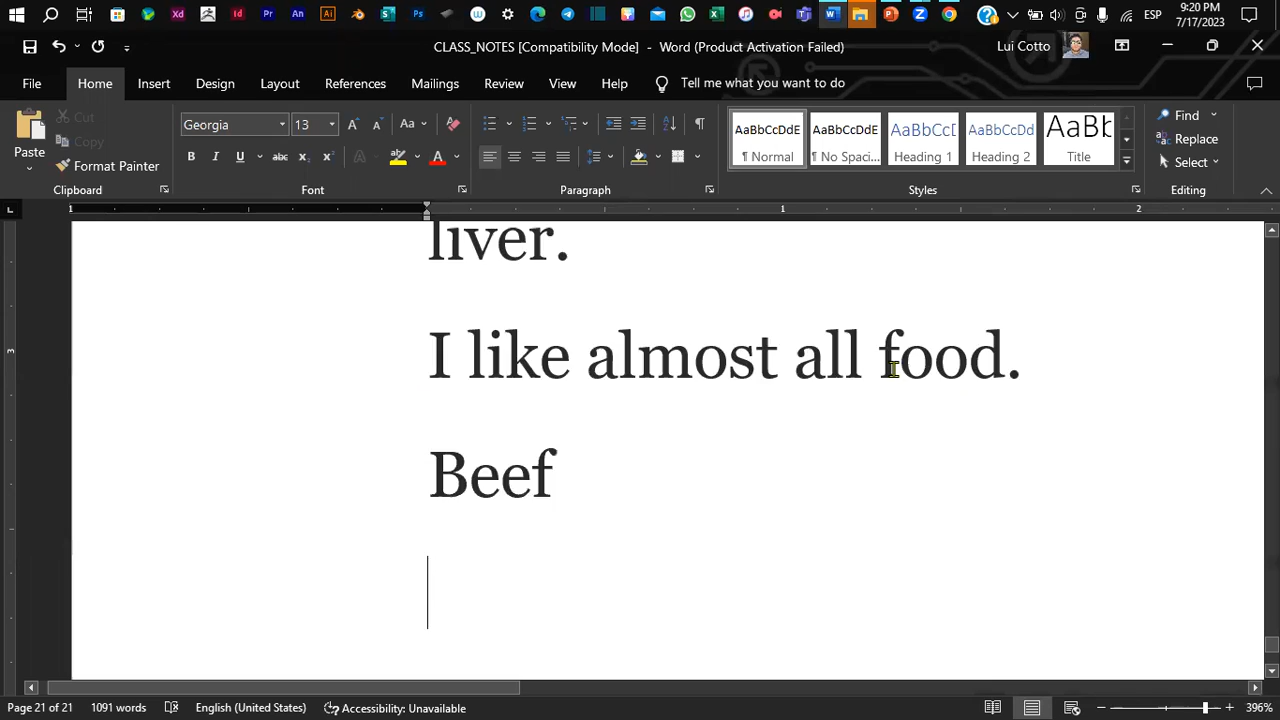 9:20 PM
ESP
7/17/2023
CLASS_NOTES [Compatibility Mode] - Word (Product Activation Failed)
Lui Cotto
File Home Insert Design Layout References Mailings Review View Help Tell me what you want to do
Paste
Cut
Copy
Format Painter
Georgia 13
AaBbCcDdE AaBbCcDdE AaBbC
¶ Normal ¶ No Spaci... Heading 1 Heading 2 Title
Find
Replace
Select
Clipboard Font Paragraph Styles Editing
1 1 2
liver.
I like almost all food.
Beef
Page 21 of 21 1091 words English (United States) Accessibility: Unavailable 396%